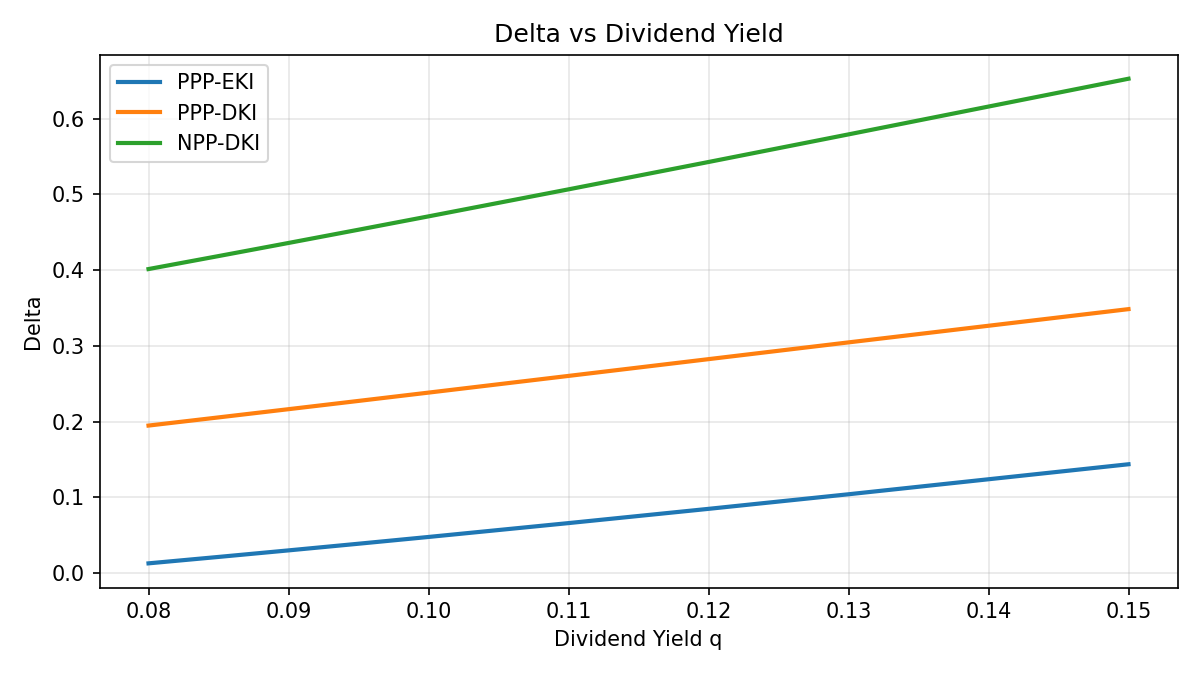 Delta vs Dividend Yield
PPP-EKI
PPP-DKI
NPP-DKI
Delta
0.6
0.5
0.4
0.3
0.2
0.1
0.0
0.08 0.09 0.10 0.11 0.12 0.13 0.14 0.15
Dividend Yield q